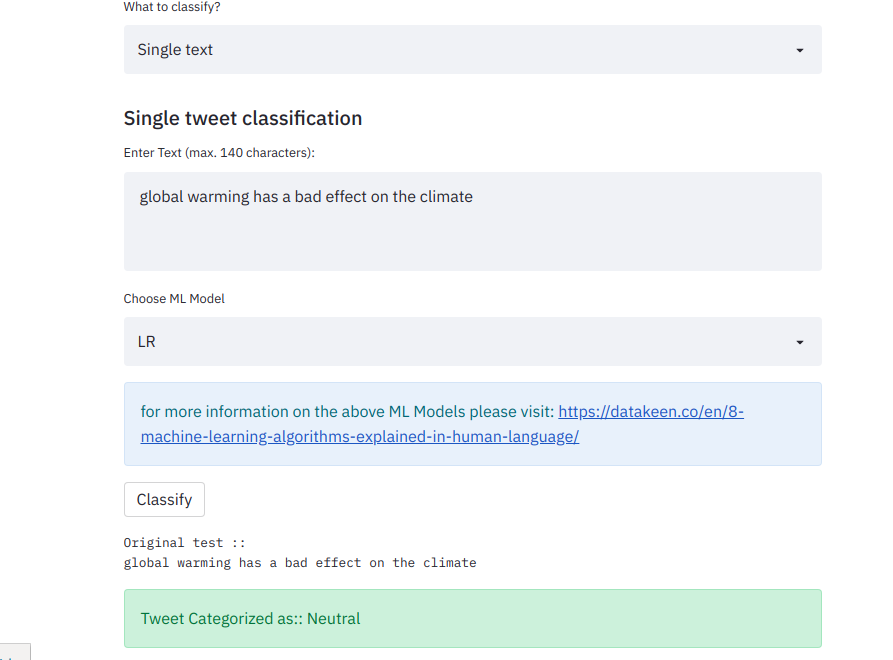 What to classify?
Single text
Single tweet classification
Enter Text (max. 140 characters):
global warming has a bad effect on the climate
Choose ML Model
LR
for more information on the above ML Models please visit: https://datakeen.co/en/8-
machine-learning-algorithms-explained-in-human-language/
Classify
Original test ::
global warming has a bad effect on the climate
Tweet Categorized as:: Neutral